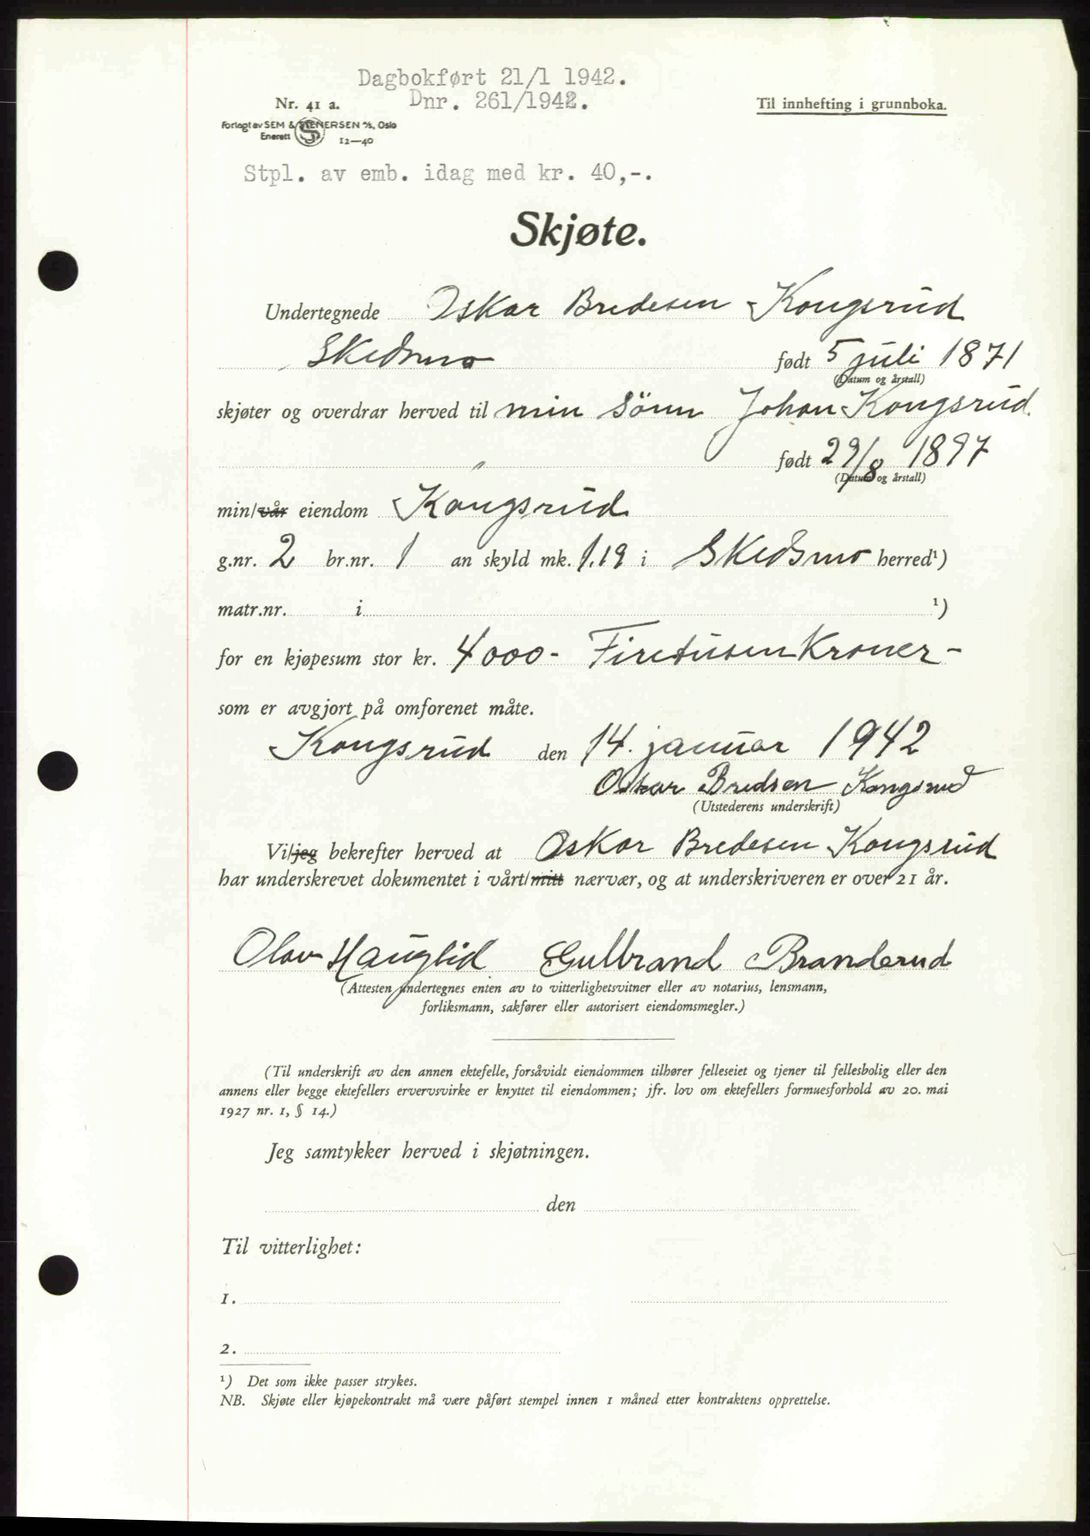 Dagbokført 21/1 1942.
Nr. 41 a. Dnr. 261/1942. Til innhefting i grunnboka.
Forlagt av SEM & STENERSEN A/S, Oslo
Enerett 12—40
Stpl. av emb. idag med kr. 40,-.
Skjøte.
Undertegnede Oskar Bredesen Kongsrud
Skedsmo født 5 juli 1871
(Datum og årstall)
skjøter og overdrar herved til min sönn Johan Kongsrud
født 29/8 1897
(Datum og årstall)
min/vår eiendom Kongsrud
g.nr. 2 br.nr. 1 an skyld mk. 1.19 i Skedsmo herred¹)
matr.nr. i ¹)
for en kjøpesum stor kr. 4000- Firetusen Kroner -
som er avgjort på omforenet måte.
Kongsrud den 14. januar 1942
Oskar Bredsen Kongsrud
(Utstederens underskrift)
Vi/jeg bekrefter herved at Oskar Bredesen Kongsrud
har underskrevet dokumentet i vårt/mitt nærvær, og at underskriveren er over 21 år.
Olav Hauglid Gulbrand Branderud
(Attesten undertegnes enten av to vitterlighetsvitner eller av notarius, lensmann,
forliksmann, sakfører eller autorisert eiendomsmegler.)
(Til underskrift av den annen ektefelle, forsåvidt eiendommen tilhører felleseiet og tjener til fellesbolig eller den
annens eller begge ektefellers ervervsvirke er knyttet til eiendommen; jfr. lov om ektefellers formuesforhold av 20. mai
1927 nr. 1, § 14.)
Jeg samtykker herved i skjøtningen.
den
Til vitterlighet:
1.
2.
¹) Det som ikke passer strykes.
NB. Skjøte eller kjøpekontrakt må være påført stempel innen 1 måned etter kontraktens opprettelse.